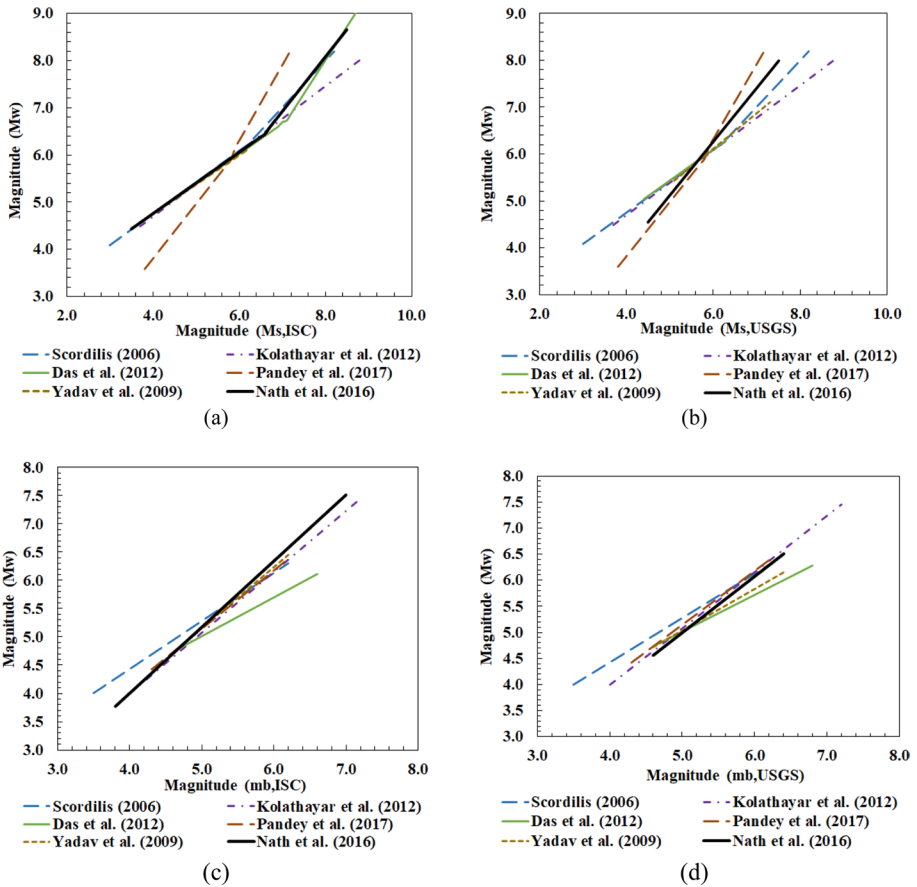 9.0
8.0
7.0
6.0
5.0
4.0
3.0
Magnitude (Mw)
2.0 4.0 6.0 8.0 10.0
Magnitude (Ms,ISC)
Scordilis (2006) Kolathayar et al. (2012)
Das et al. (2012) Pandey et al. (2017)
Yadav et al. (2009) Nath et al. (2016)
(a)
9.0
8.0
7.0
6.0
5.0
4.0
3.0
Magnitude (Mw)
2.0 4.0 6.0 8.0 10.0
Magnitude (Ms,USGS)
Scordilis (2006) Kolathayar et al. (2012)
Das et al. (2012) Pandey et al. (2017)
Yadav et al. (2009) Nath et al. (2016)
(b)
8.0
7.5
7.0
6.5
6.0
5.5
5.0
4.5
4.0
3.5
3.0
Magnitude (Mw)
3.0 4.0 5.0 6.0 7.0 8.0
Magnitude (mb,ISC)
Scordilis (2006) Kolathayar et al. (2012)
Das et al. (2012) Pandey et al. (2017)
Yadav et al. (2009) Nath et al. (2016)
(c)
8.0
7.5
7.0
6.5
6.0
5.5
5.0
4.5
4.0
3.5
3.0
Magnitude (Mw)
3.0 4.0 5.0 6.0 7.0 8.0
Magnitude (mb,USGS)
Scordilis (2006) Kolathayar et al. (2012)
Das et al. (2012) Pandey et al. (2017)
Yadav et al. (2009) Nath et al. (2016)
(d)